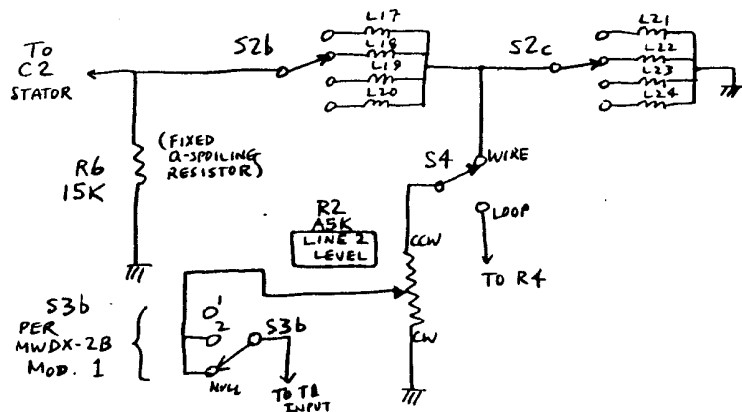 To
C2
STATOR
S2b
L17
L18
L19
L20
S2c
L21
L22
L23
L24
R6
15K
(FIXED
Q-SPOILING
RESISTOR)
S4
WIRE
LOOP
TO R4
R2
A5K
LINE 2
LEVEL
CCW
CW
S3b
PER
MWDX-2B
MOD. 1
1
2
NULL
S3b
TO T1
INPUT